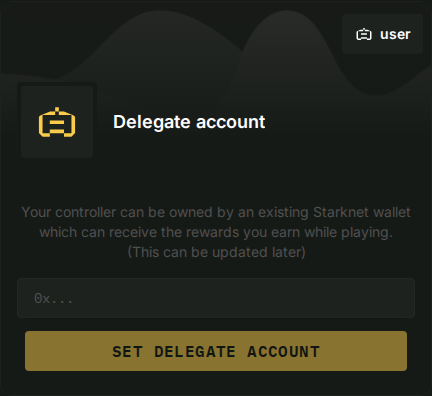 user
Delegate account
Your controller can be owned by an existing Starknet wallet
which can receive the rewards you earn while playing.
(This can be updated later)
0x...
SET DELEGATE ACCOUNT